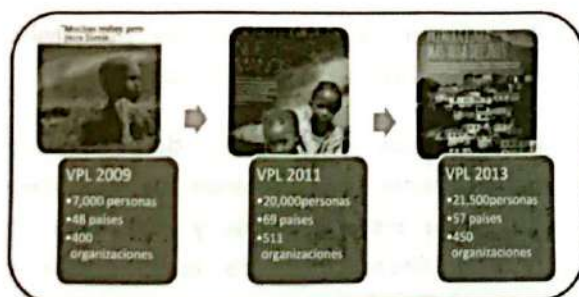 VPL 2009
•7,000 personas
•48 países
•400
organizaciones
VPL 2011
•20,000personas
•69 países
•511
organizaciones
VPL 2013
•21,500personas
•57 países
•450
organizaciones